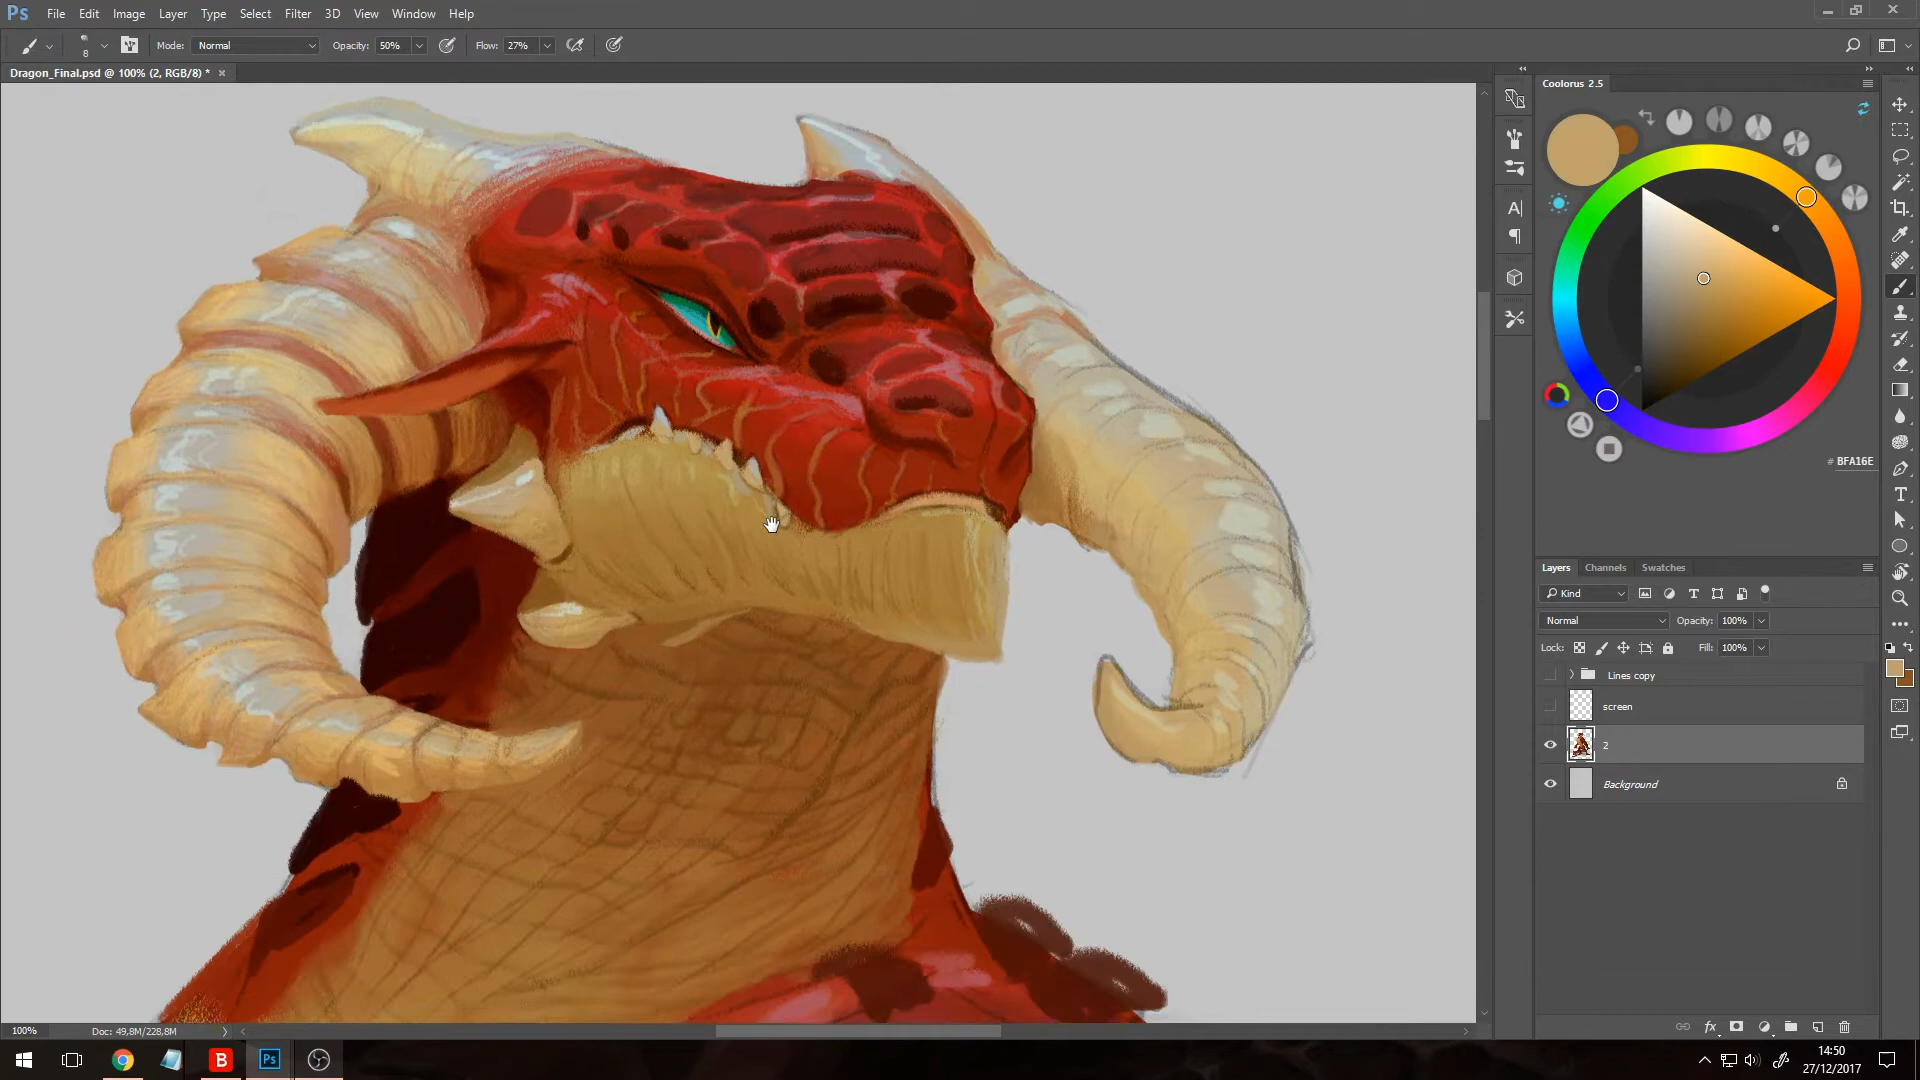 Ps File Edit Image Layer Type Select Filter 3D View Window Help
8 Mode: Normal Opacity: 50% Flow: 27%
Dragon_Final.psd @ 100% (2, RGB/8) * ×
Coolorus 2.5
# BFA16E
Layers Channels Swatches
Kind
Normal Opacity: 100%
Lock: Fill: 100%
Lines copy
screen
2
Background
100% Doc: 49,8M/228,8M
B Ps 14:50
27/12/2017